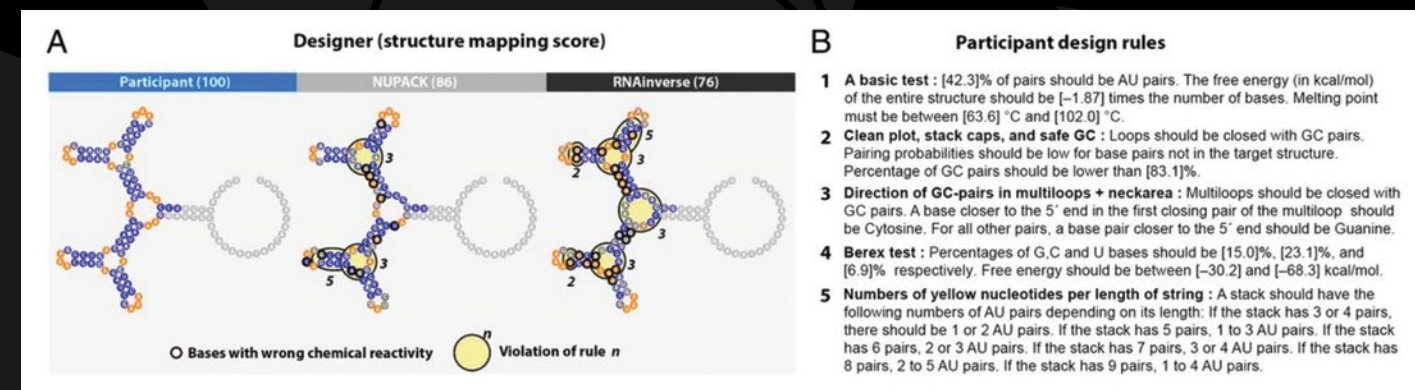 A
Designer (structure mapping score)
Participant (100)
NUPACK (86)
RNAinverse (76)
3
5
3
5
3
2
3
3
2
Bases with wrong chemical reactivity
n
Violation of rule n
B
Participant design rules
1 A basic test : [42.3]% of pairs should be AU pairs. The free energy (in kcal/mol)
of the entire structure should be [–1.87] times the number of bases. Melting point
must be between [63.6] °C and [102.0] °C.
2 Clean plot, stack caps, and safe GC : Loops should be closed with GC pairs.
Pairing probabilities should be low for base pairs not in the target structure.
Percentage of GC pairs should be lower than [83.1]%.
3 Direction of GC-pairs in multiloops + neckarea : Multiloops should be closed with
GC pairs. A base closer to the 5´ end in the first closing pair of the multiloop should
be Cytosine. For all other pairs, a base pair closer to the 5´ end should be Guanine.
4 Berex test : Percentages of G,C and U bases should be [15.0]%, [23.1]%, and
[6.9]% respectively. Free energy should be between [–30.2] and [–68.3] kcal/mol.
5 Numbers of yellow nucleotides per length of string : A stack should have the
following numbers of AU pairs depending on its length: If the stack has 3 or 4 pairs,
there should be 1 or 2 AU pairs. If the stack has 5 pairs, 1 to 3 AU pairs. If the stack
has 6 pairs, 2 or 3 AU pairs. If the stack has 7 pairs, 3 or 4 AU pairs. If the stack has
8 pairs, 2 to 5 AU pairs. If the stack has 9 pairs, 1 to 4 AU pairs.